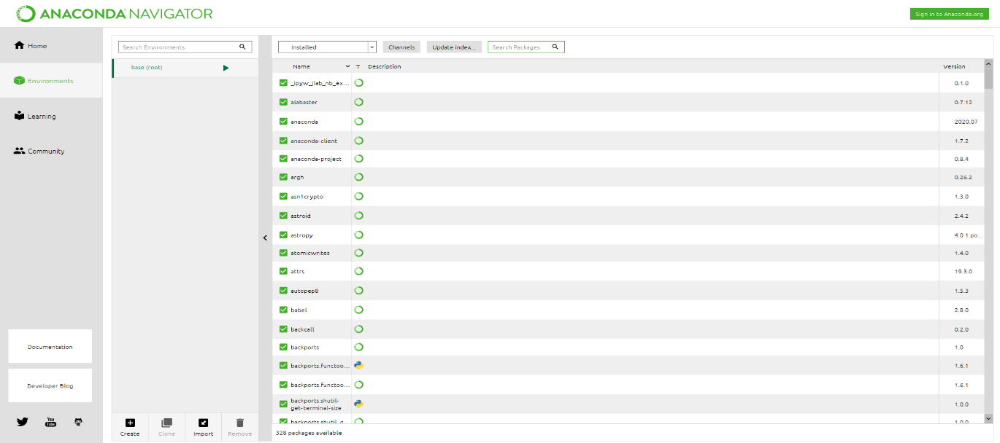 ANACONDA NAVIGATOR
Sign in to Anaconda.org
Home
Environments
Learning
Community
Documentation
Developer Blog
You Tube
Search Environments
base (root)
Create Clone Import Remove
Installed Channels Update index... Search Packages
Name T Description Version
_ipyw_jlab_nb_ex... 0.1.0
alabaster 0.7.12
anaconda 2020.07
anaconda-client 1.7.2
anaconda-project 0.8.4
argh 0.26.2
asn1crypto 1.3.0
astroid 2.4.2
astropy 4.0.1.po...
atomicwrites 1.4.0
attrs 19.3.0
autopep8 1.5.3
babel 2.8.0
backcall 0.2.0
backports 1.0
backports.functoo... 1.6.1
backports.functoo... 1.6.1
backports.shutil-
get-terminal-size 1.0.0
backports.shutil_g... 1.0.0
328 packages available